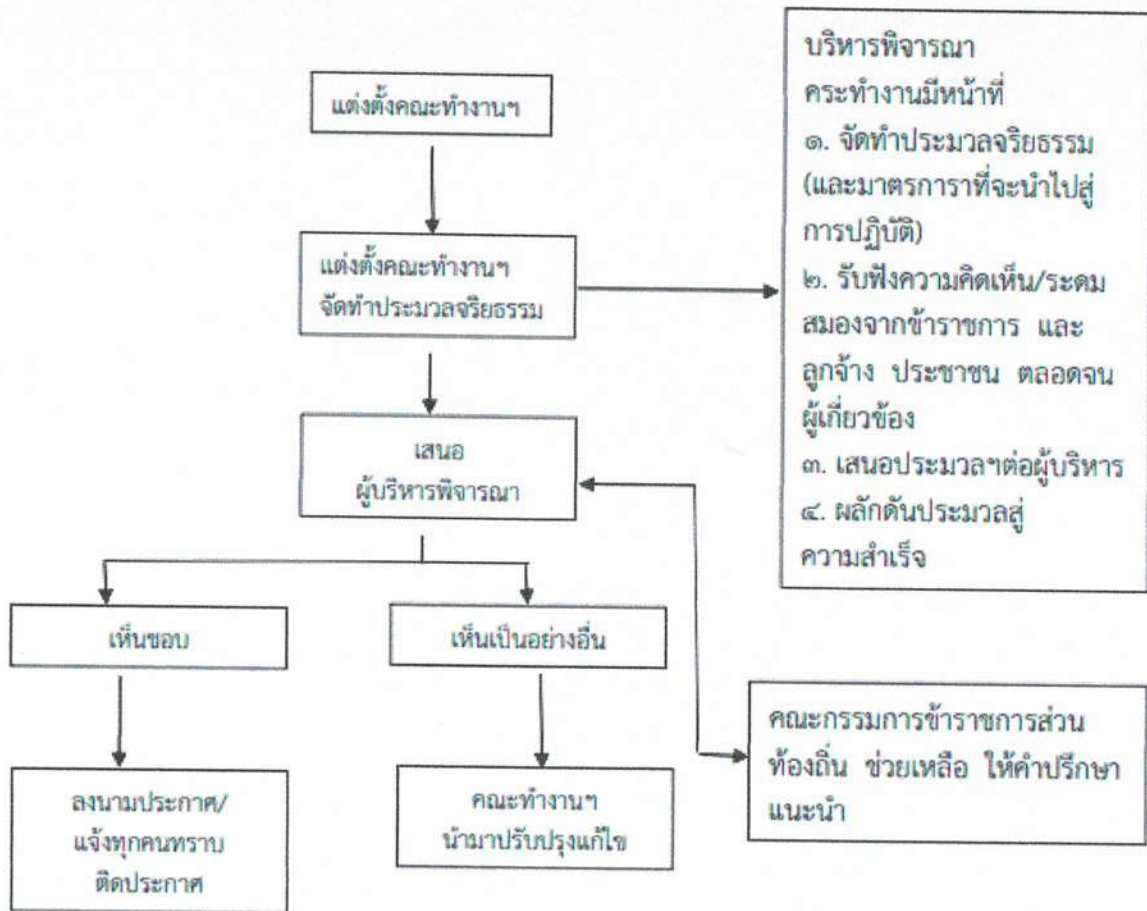 แต่งตั้งคณะทำงานฯ
แต่งตั้งคณะทำงานฯ
จัดทำประมวลจริยธรรม
บริหารพิจารณา
คระทำงานมีหน้าที่
๑. จัดทำประมวลจริยธรรม
(และมาตรการาที่จะนำไปสู่
การปฏิบัติ)
๒. รับฟังความคิดเห็น/ระดม
สมองจากข้าราชการ และ
ลูกจ้าง ประชาชน ตลอดจน
ผู้เกี่ยวข้อง
๓. เสนอประมวลฯต่อผู้บริหาร
๔. ผลักดันประมวลสู่
ความสำเร็จ
เสนอ
ผู้บริหารพิจารณา
เห็นชอบ
เห็นเป็นอย่างอื่น
คณะกรรมการข้าราชการส่วน
ท้องถิ่น ช่วยเหลือ ให้คำปรึกษา
แนะนำ
ลงนามประกาศ/
แจ้งทุกคนทราบ
ติดประกาศ
คณะทำงานฯ
นำมาปรับปรุงแก้ไข